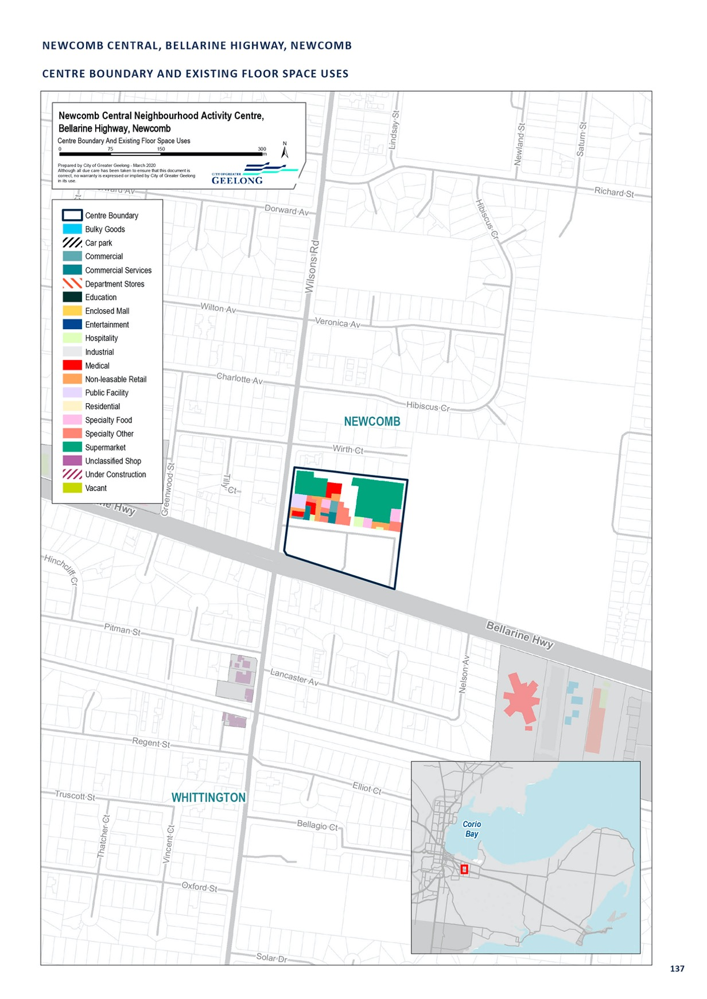 NEWCOMB CENTRAL, BELLARINE HIGHWAY, NEWCOMB
CENTRE BOUNDARY AND EXISTING FLOOR SPACE USES
Newcomb Central Neighbourhood Activity Centre,
Bellarine Highway, Newcomb
Centre Boundary And Existing Floor Space Uses
0 75 150 300
m
N
Prepared by City of Greater Geelong - March 2020
Although all due care has been taken to ensure that this document is
correct, no warranty is expressed or implied by City of Greater Geelong
in its use.
CITY OF GREATER
GEELONG
Centre Boundary
Bulky Goods
Car park
Commercial
Commercial Services
Department Stores
Education
Enclosed Mall
Entertainment
Hospitality
Industrial
Medical
Non-leasable Retail
Public Facility
Residential
Specialty Food
Specialty Other
Supermarket
Unclassified Shop
Under Construction
Vacant
Lindsay St
Newland St
Saturn St
Richard St
Dorward Av
Hibiscus Cr
Wilsons Rd
Wilton Av
Veronica Av
Charlotte Av
Hibiscus Cr
NEWCOMB
Wirth Ct
Tilly Ct
Greenwood St
Hwy
Hinchcliff Cr
Pitman St
Bellarine Hwy
Lancaster Av
Nelson Av
Regent St
Elliot Ct
Truscott St
WHITTINGTON
Thatcher Ct
Vincent Ct
Bellagio Ct
Oxford St
Solar Dr
Corio
Bay
137